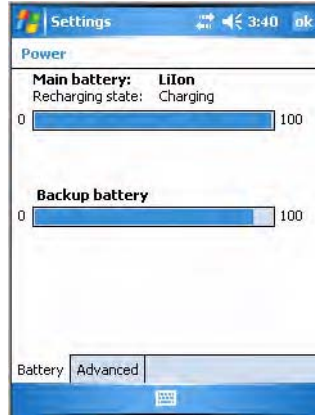 Settings 3:40 ok
Power
Main battery: LiIon
Recharging state: Charging
0 100
Backup battery
0 100
Battery Advanced